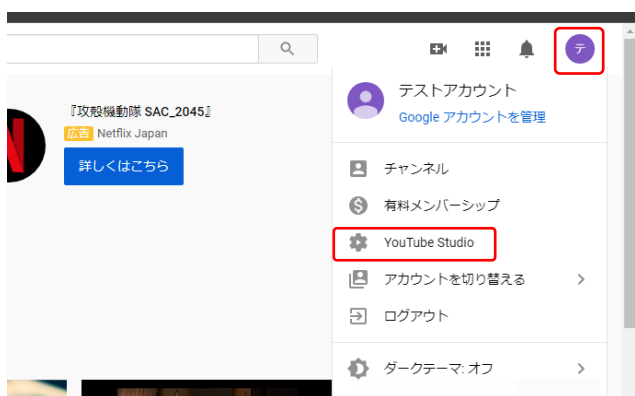 テ
『攻殻機動隊 SAC_2045』
広告 Netflix Japan
詳しくはこちら
テストアカウント
Google アカウントを管理
チャンネル
有料メンバーシップ
YouTube Studio
アカウントを切り替える
ログアウト
ダークテーマ: オフ